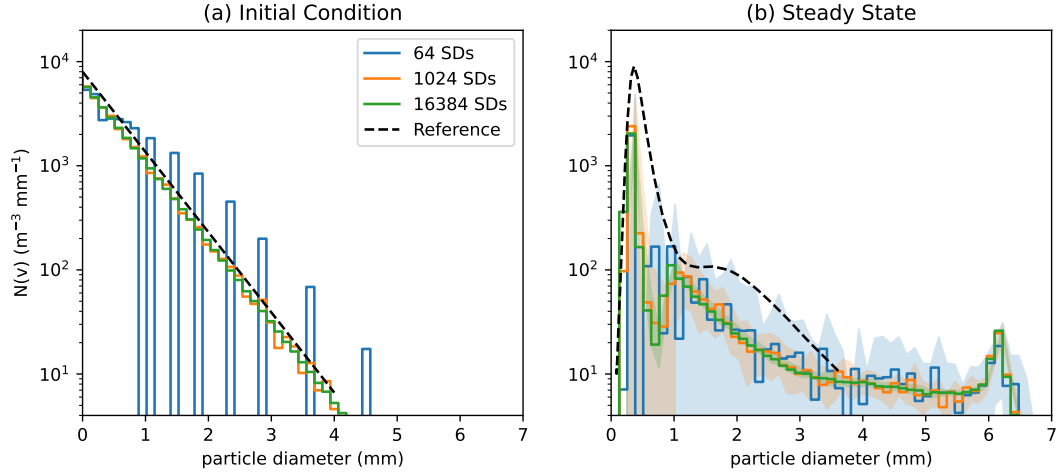 (a) Initial Condition
(b) Steady State
N(v) (m⁻³ mm⁻¹)
10⁴
10³
10²
10¹
64 SDs
1024 SDs
16384 SDs
Reference
0 1 2 3 4 5 6 7
particle diameter (mm)
10⁴
10³
10²
10¹
0 1 2 3 4 5 6 7
particle diameter (mm)